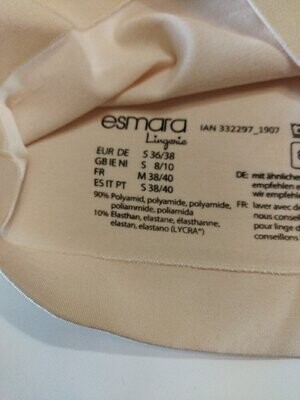 esmara
Lingerie
IAN 332297_1907
EUR DE S 36/38
GB IE NI S 8/10
FR M 38/40
ES IT PT S 38/40
90% Polyamid, polyamide, polyamide,
poliammide, poliamida
10% Elasthan, elastane, élasthanne,
elastan, elastano (LYCRA®)
DE: mit ähnlichen
empfehlen
wir empfehlen
FR: laver avec de
nous conse
pour linge d
conseillons